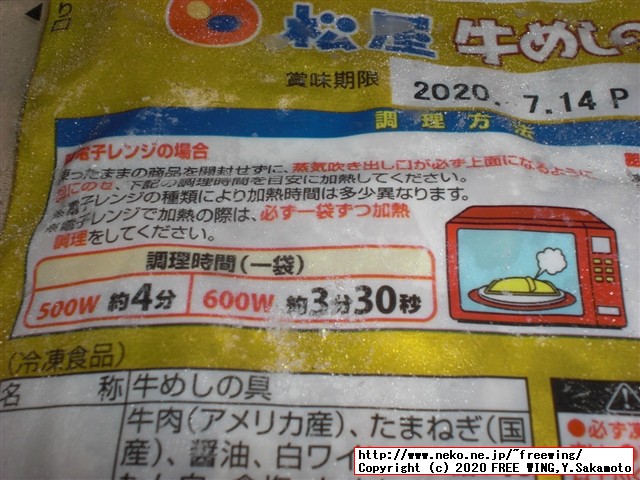 り口
松屋 牛めしの
賞味期限 2020. 7.14 P
調理方法
電子レンジの場合
凍ったままの商品を開封せずに、蒸気吹き出し口が必ず上面になるように
皿にのせ、下記の調理時間を目安に加熱してください。
※電子レンジの種類により加熱時間は多少異なります。
※電子レンジで加熱の際は、必ず一袋ずつ加熱
調理をしてください。
調理時間(一袋)
500W 約4分 600W 約3分30秒
(冷凍食品)
名 称 牛めしの具
牛肉(アメリカ産)、たまねぎ(国
産)、醤油、白ワイ
●必ず凍
http://www.neko.ne.jp/~freewing/
Copyright (c) 2020 FREE WING,Y.Sakamoto